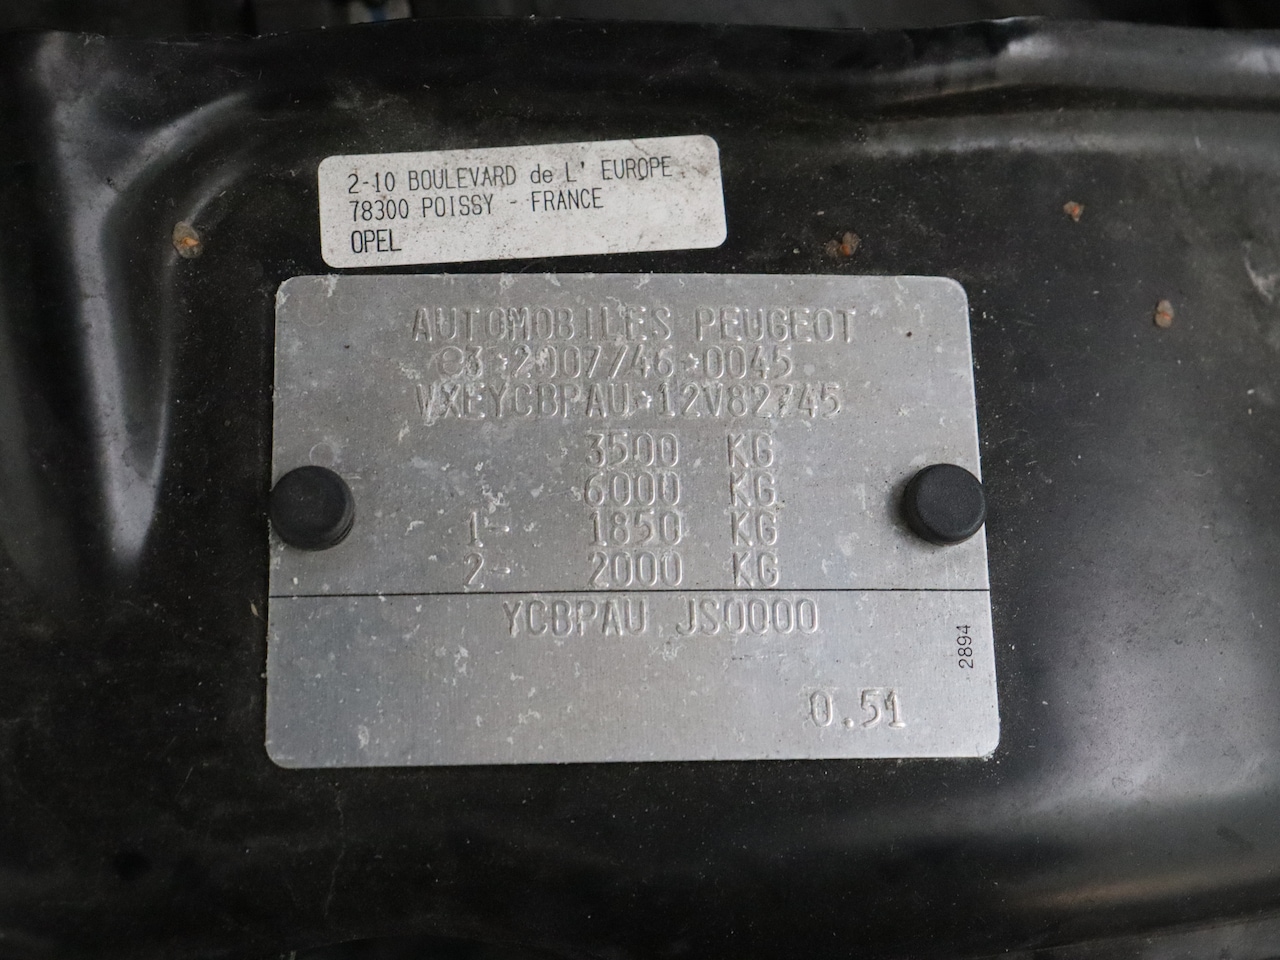 2-10 BOULEVARD de L' EUROPE
78300 POISSY - FRANCE
OPEL
AUTOMOBILES PEUGEOT
e3*2007/46*0045
VXEYCBPAU*12V82745
3500 KG
6000 KG
1- 1850 KG
2- 2000 KG
YCBPAU JS0000
2894
0.51